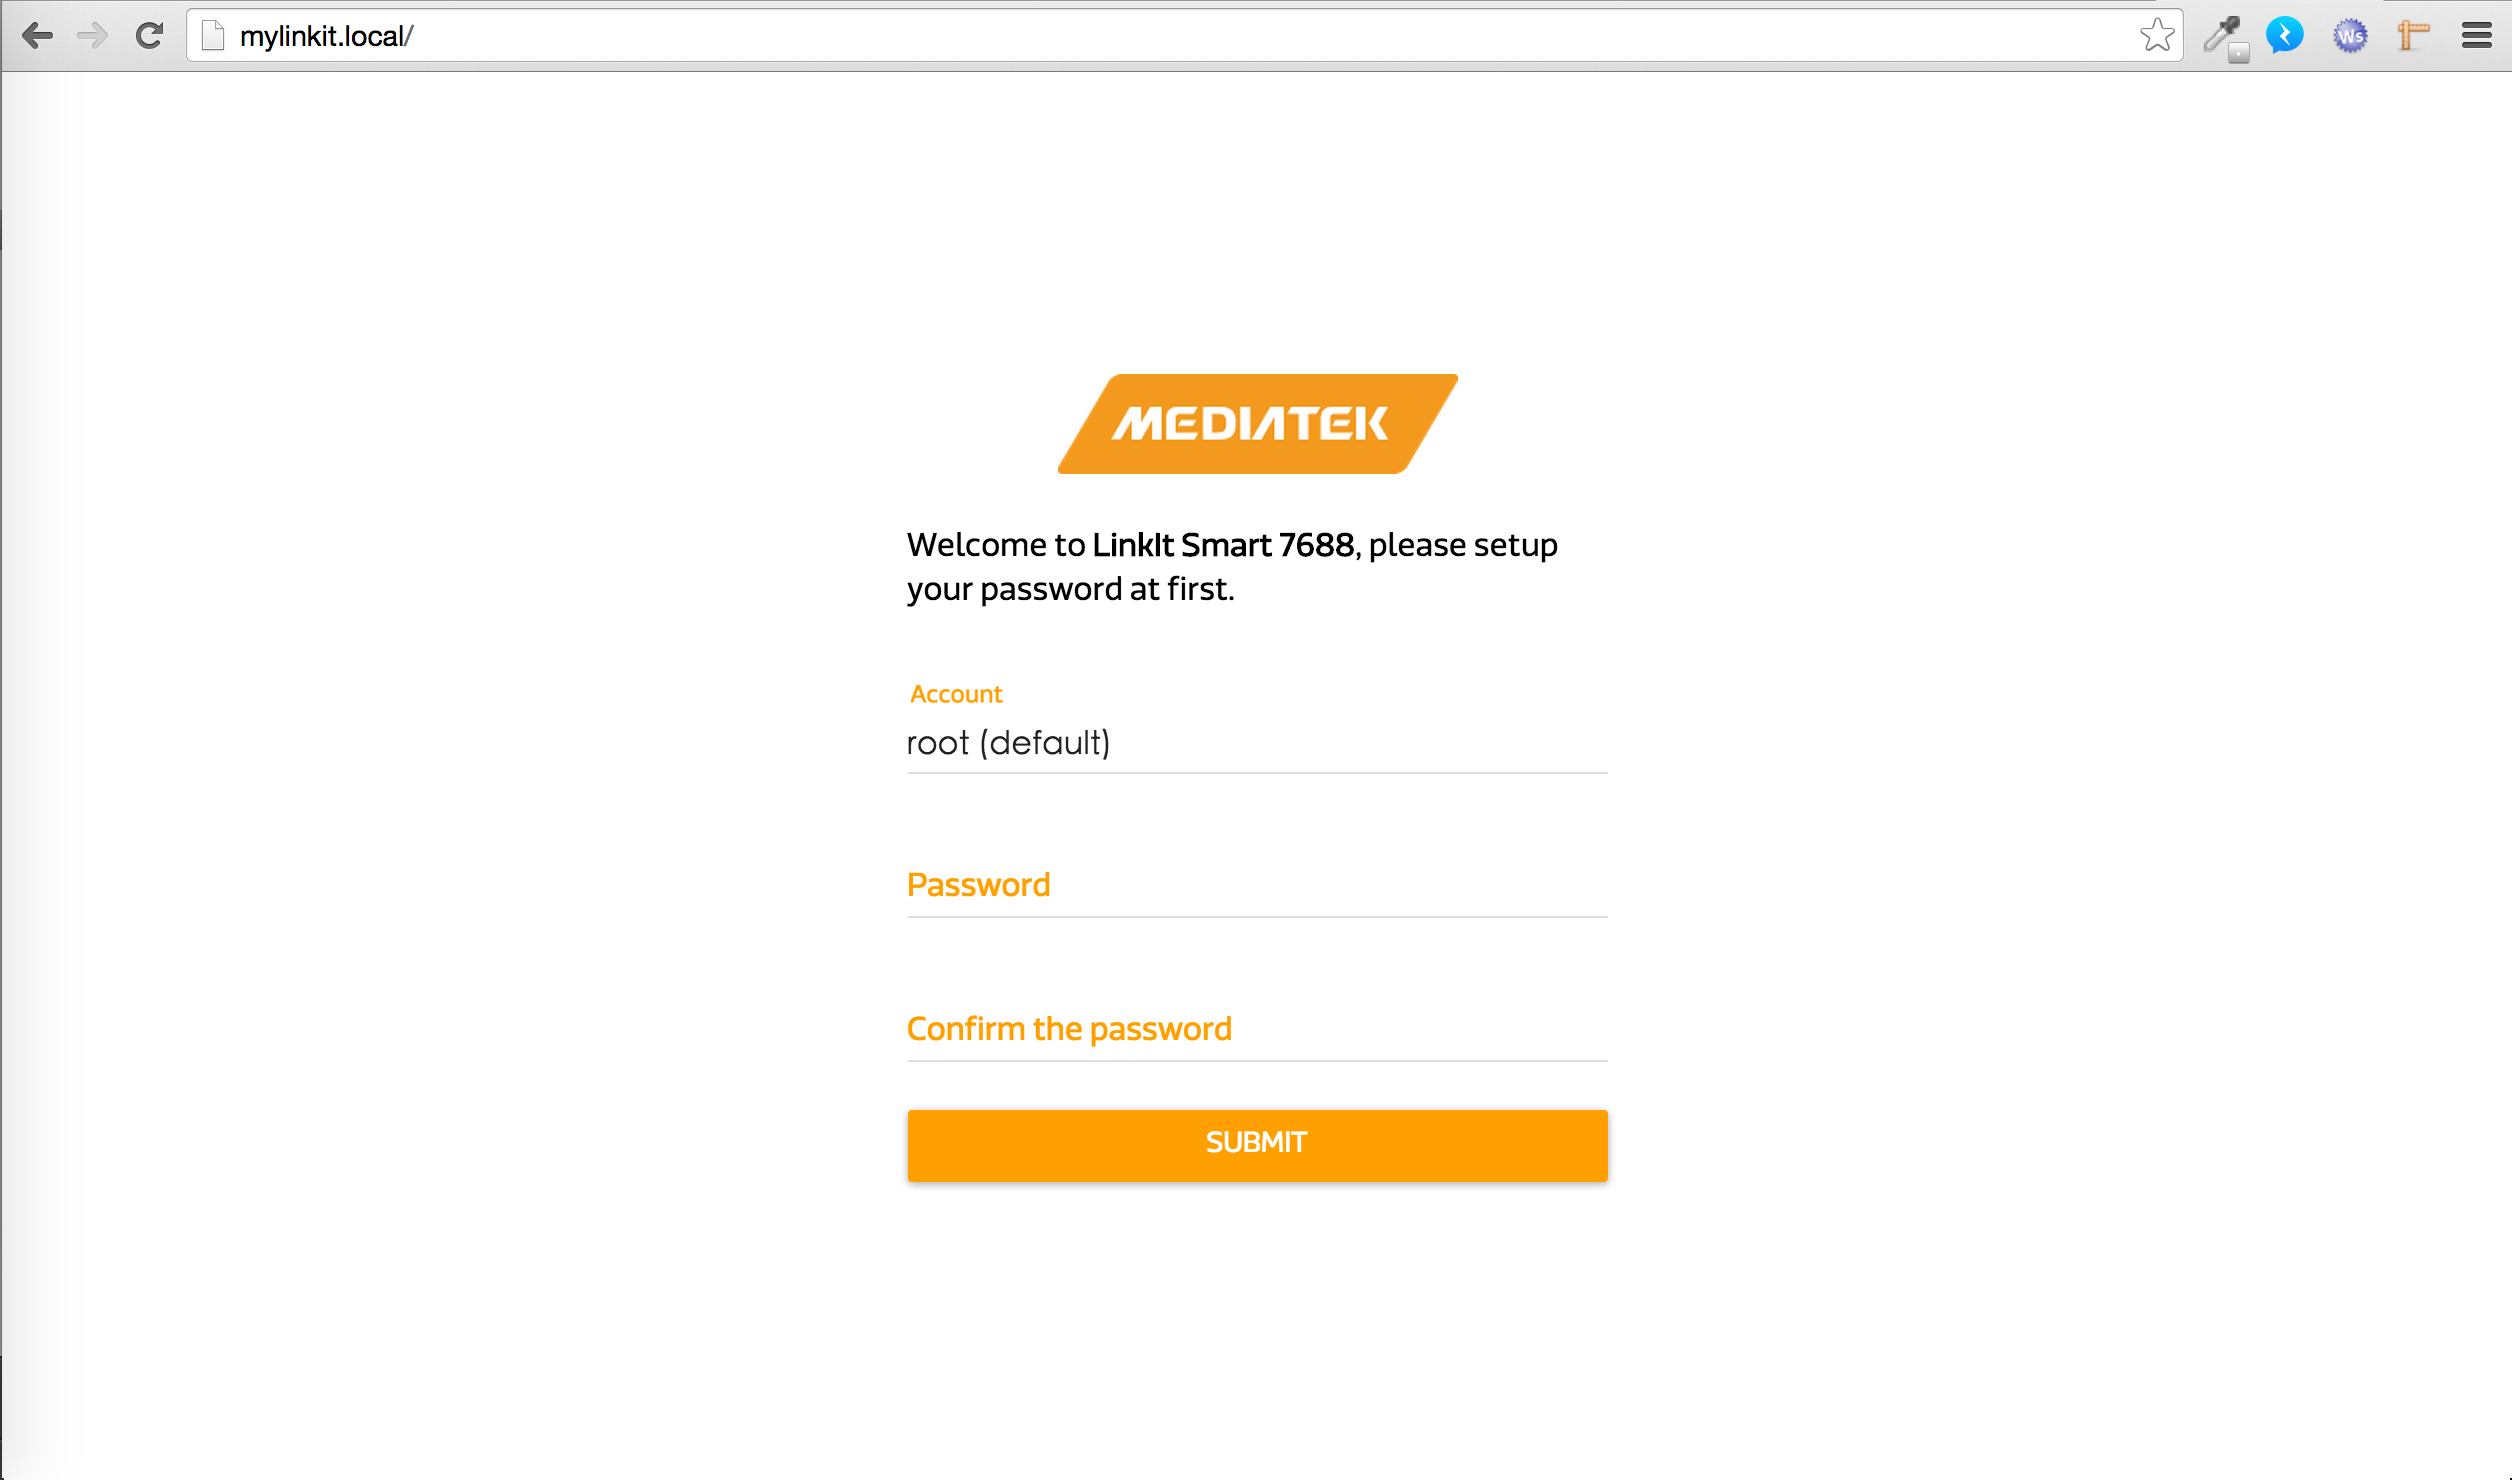 mylinkit.local/
Ws
MEDIATEK
Welcome to LinkIt Smart 7688, please setup
your password at first.
Account
root (default)
Password
Confirm the password
SUBMIT